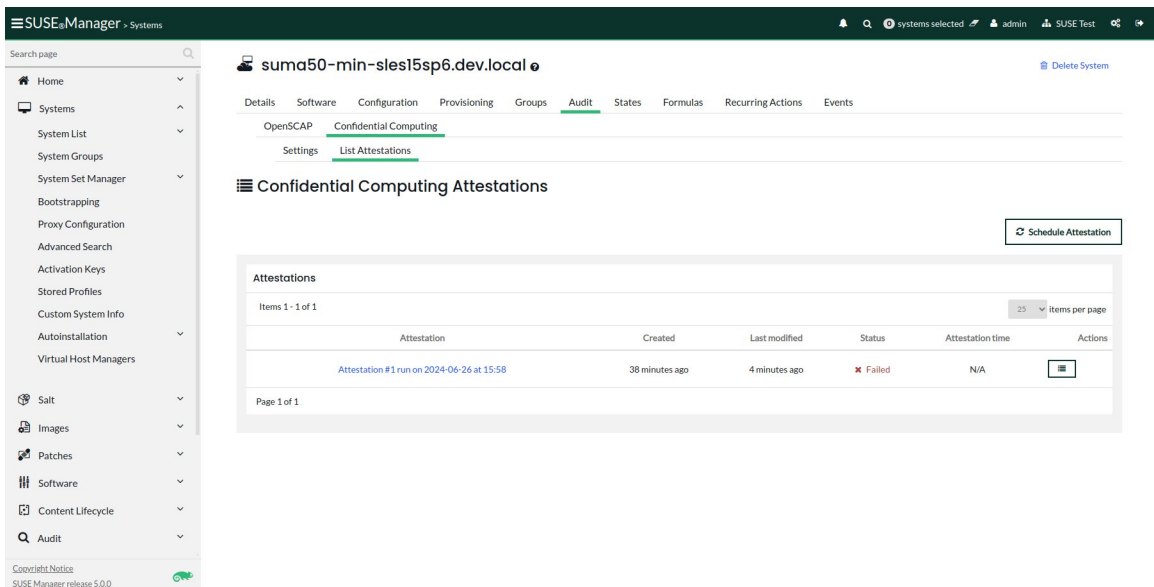 SUSE®Manager > Systems
0 systems selected admin SUSE Test
Search page
Home
Systems
System List
System Groups
System Set Manager
Bootstrapping
Proxy Configuration
Advanced Search
Activation Keys
Stored Profiles
Custom System Info
Autoinstallation
Virtual Host Managers
Salt
Images
Patches
Software
Content Lifecycle
Audit
Copyright Notice
SUSE Manager release 5.0.0
suma50-min-sles15sp6.dev.local ?
Delete System
Details Software Configuration Provisioning Groups Audit States Formulas Recurring Actions Events
OpenSCAP Confidential Computing
Settings List Attestations
Confidential Computing Attestations
Schedule Attestation
Attestations
Items 1 - 1 of 1 25 items per page
Attestation Created Last modified Status Attestation time Actions
Attestation #1 run on 2024-06-26 at 15:58 38 minutes ago 4 minutes ago Failed N/A
Page 1 of 1